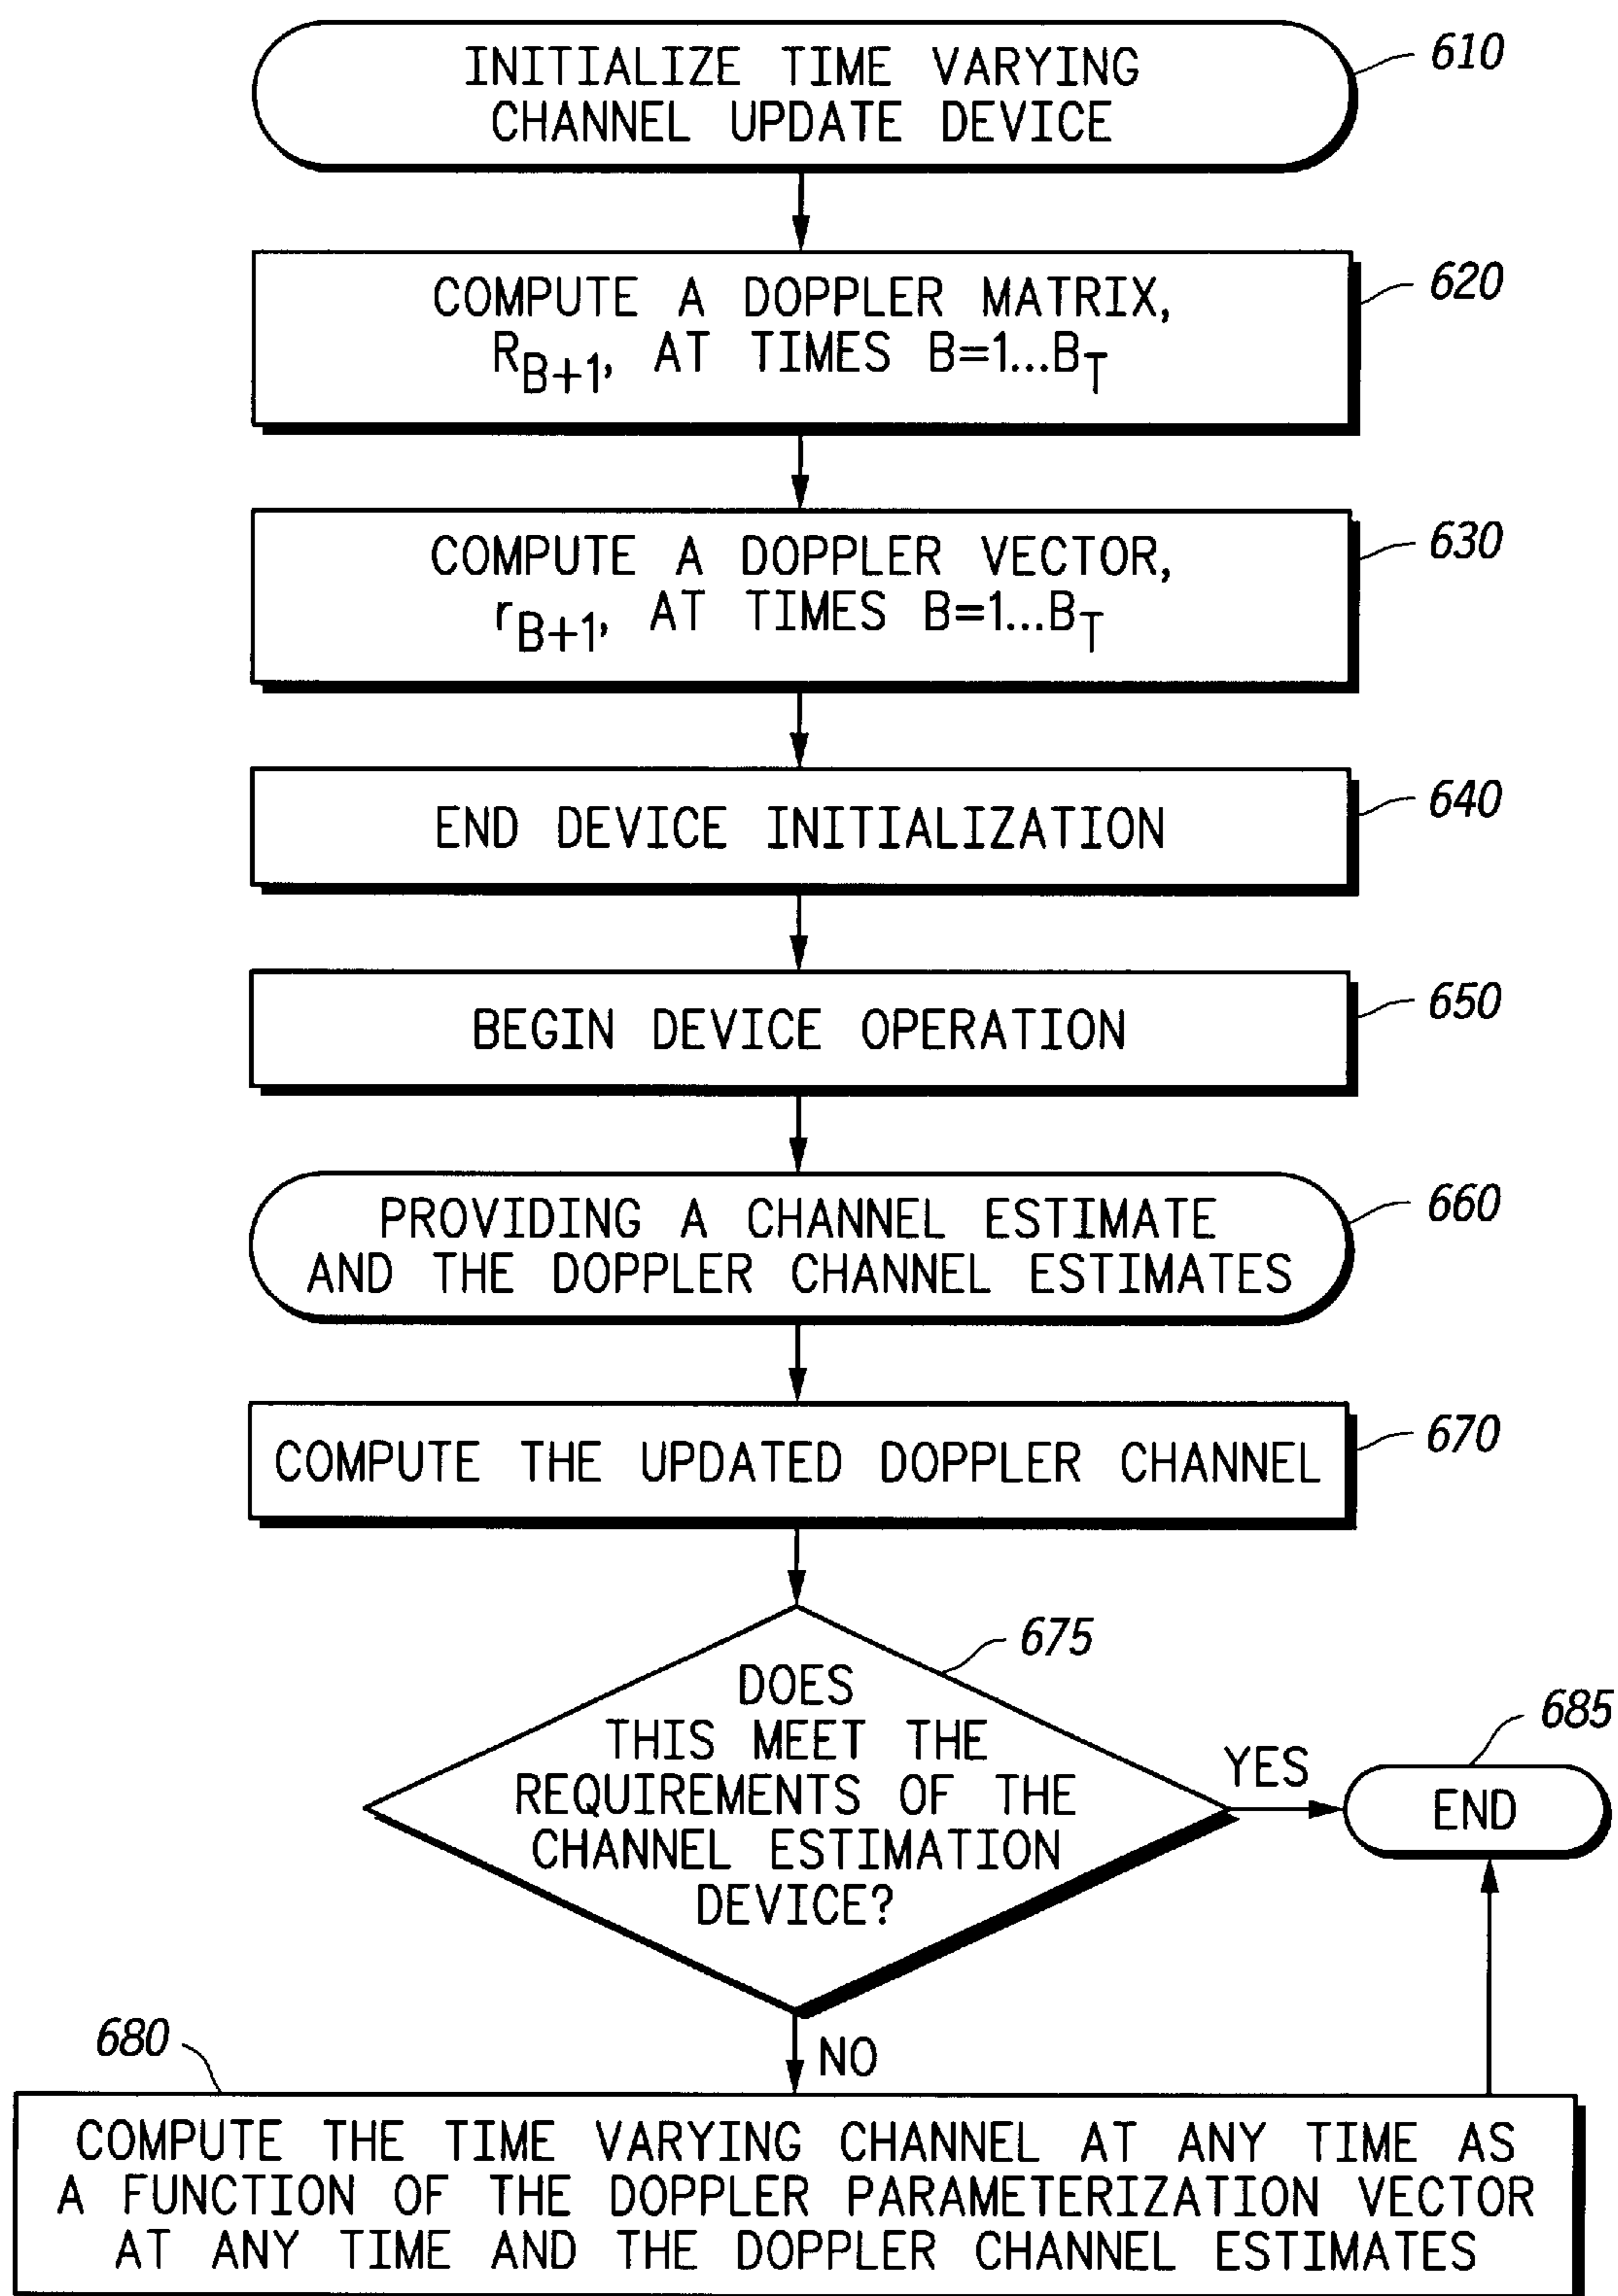 INITIALIZE TIME VARYING
CHANNEL UPDATE DEVICE
610
COMPUTE A DOPPLER MATRIX,
R_{B+1}, AT TIMES B=1...B_T
620
COMPUTE A DOPPLER VECTOR,
r_{B+1}, AT TIMES B=1...B_T
630
END DEVICE INITIALIZATION
640
BEGIN DEVICE OPERATION
650
PROVIDING A CHANNEL ESTIMATE
AND THE DOPPLER CHANNEL ESTIMATES
660
COMPUTE THE UPDATED DOPPLER CHANNEL
670
DOES
THIS MEET THE
REQUIREMENTS OF THE
CHANNEL ESTIMATION
DEVICE?
675
YES
END
685
NO
680
COMPUTE THE TIME VARYING CHANNEL AT ANY TIME AS
A FUNCTION OF THE DOPPLER PARAMETERIZATION VECTOR
AT ANY TIME AND THE DOPPLER CHANNEL ESTIMATES